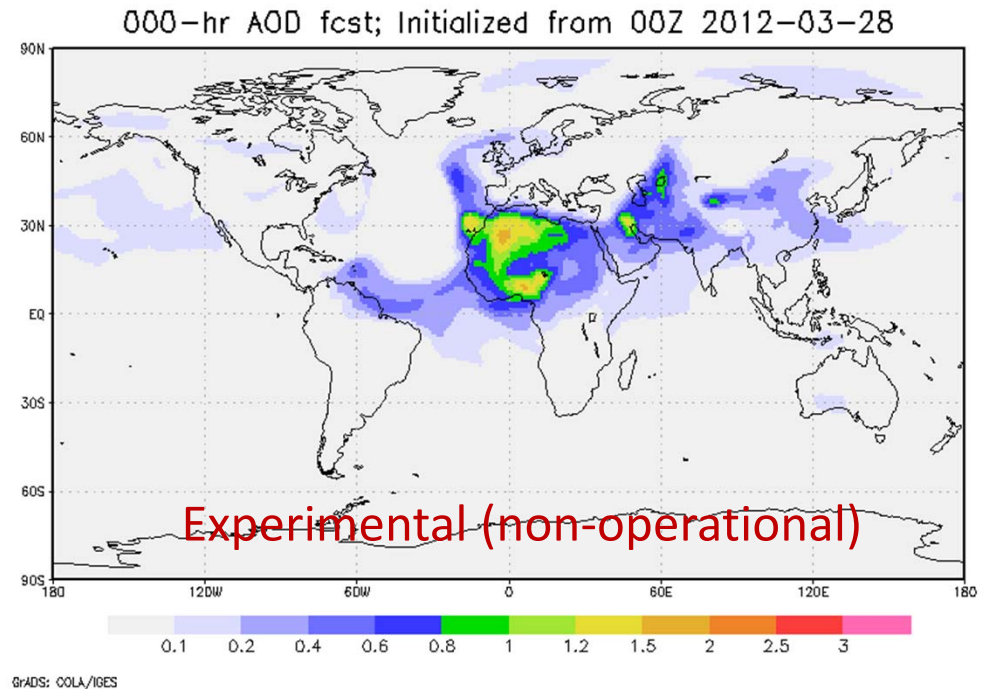 000-hr AOD fcst; Initialized from 00Z 2012-03-28
90N
60N
30N
EQ
30S
60S
Experimental (non-operational)
90S
180 120W 60W 0 60E 120E 180
0.1 0.2 0.4 0.6 0.8 1 1.2 1.5 2 2.5 3
GrADS: COLA/IGES